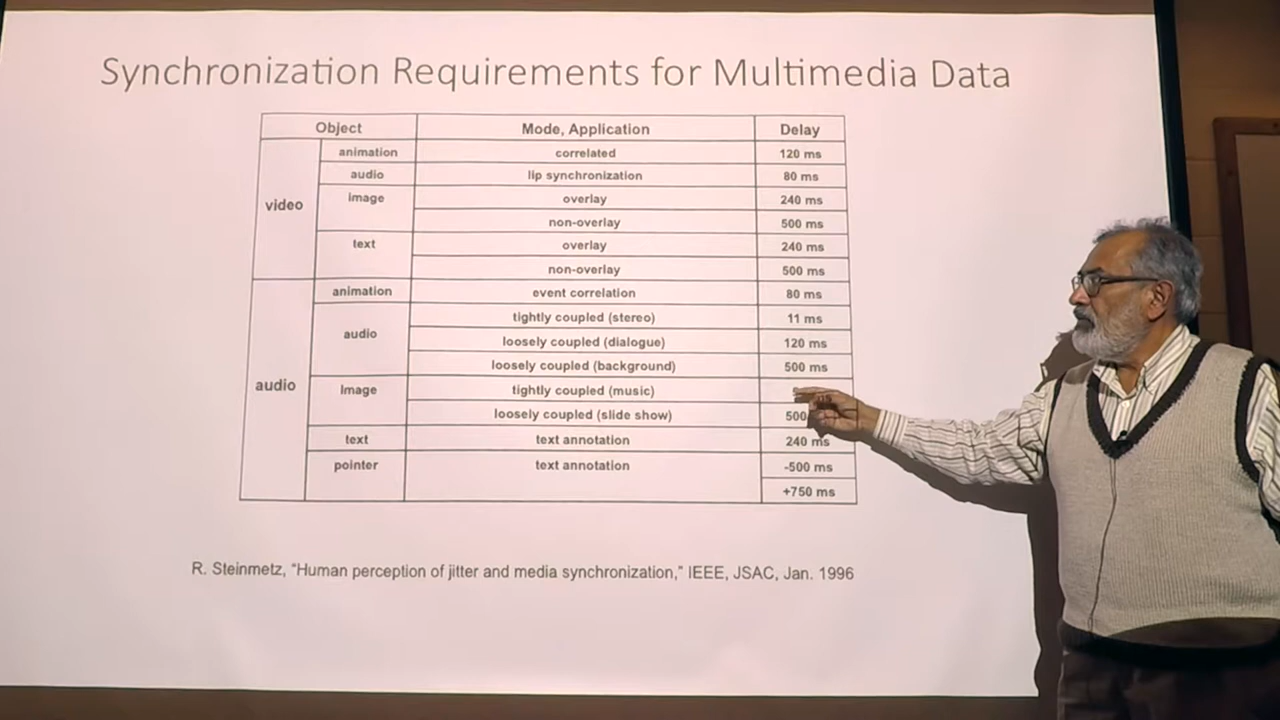 Synchronization Requirements for Multimedia Data
Object Mode, Application Delay
video animation correlated 120 ms
audio lip synchronization 80 ms
Image overlay 240 ms
non-overlay 500 ms
text overlay 240 ms
non-overlay 500 ms
audio animation event correlation 80 ms
audio tightly coupled (stereo) 11 ms
loosely coupled (dialogue) 120 ms
loosely coupled (background) 500 ms
Image tightly coupled (music)
loosely coupled (slide show) 500
text text annotation 240 ms
pointer text annotation -500 ms
+750 ms
R. Steinmetz, “Human perception of jitter and media synchronization,” IEEE, JSAC, Jan. 1996